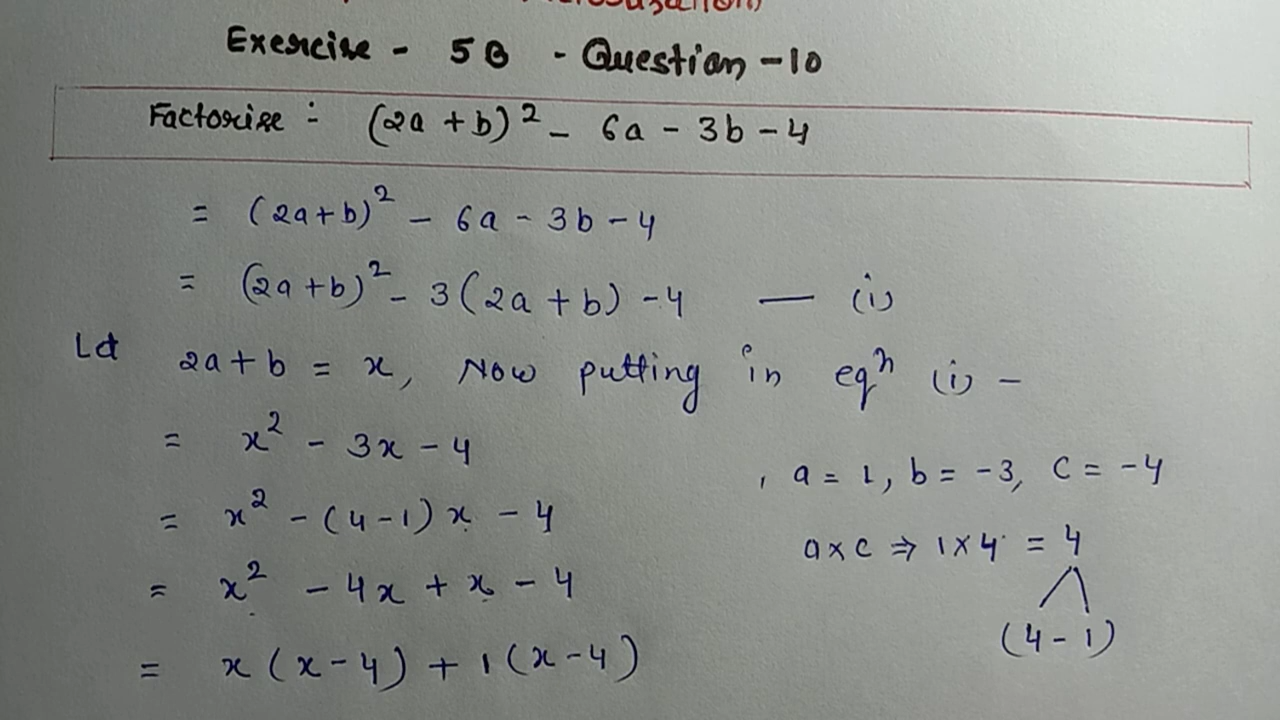 Exercise - 5B - Question - 10
Factorise :- (2a + b)² - 6a - 3b - 4
= (2a+b)² - 6a - 3b - 4
= (2a+b)² - 3(2a+b) - 4 — (i)
Let 2a+b = x, Now putting in eqⁿ (i) -
= x² - 3x - 4
, a = 1, b = -3, C = -4
= x² - (4-1)x - 4
a×c ⇒ 1×4 = 4
= x² - 4x + x - 4
(4-1)
= x(x-4) + 1(x-4)